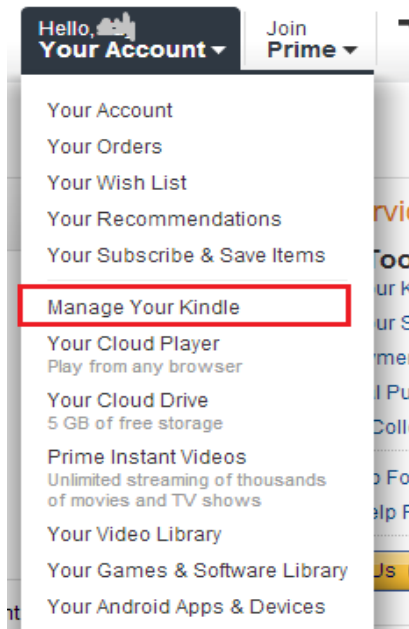 Hello,
Your Account
Join
Prime
Your Account
Your Orders
Your Wish List
Your Recommendations
Your Subscribe & Save Items
Manage Your Kindle
Your Cloud Player
Play from any browser
Your Cloud Drive
5 GB of free storage
Prime Instant Videos
Unlimited streaming of thousands
of movies and TV shows
Your Video Library
Your Games & Software Library
Your Android Apps & Devices